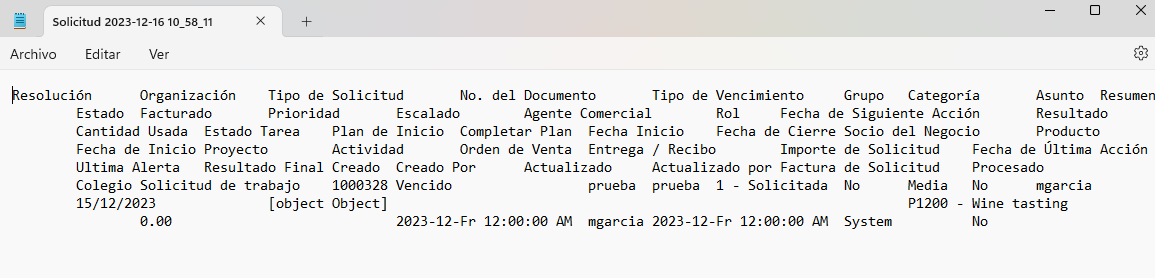 Solicitud 2023-12-16 10_58_11
Archivo Editar Ver
Resolución Organización Tipo de Solicitud No. del Documento Tipo de Vencimiento Grupo Categoría Asunto Resumen
Estado Facturado Prioridad Escalado Agente Comercial Rol Fecha de Siguiente Acción Resultado
Cantidad Usada Estado Tarea Plan de Inicio Completar Plan Fecha Inicio Fecha de Cierre Socio del Negocio Producto
Fecha de Inicio Proyecto Actividad Orden de Venta Entrega / Recibo Importe de Solicitud Fecha de Última Acción
Ultima Alerta Resultado Final Creado Creado Por Actualizado Actualizado por Factura de Solicitud Procesado
Colegio Solicitud de trabajo 1000328 Vencido prueba prueba 1 - Solicitada No Media No mgarcia
15/12/2023 [object Object] P1200 - Wine tasting
0.00 2023-12-Fr 12:00:00 AM mgarcia 2023-12-Fr 12:00:00 AM System No